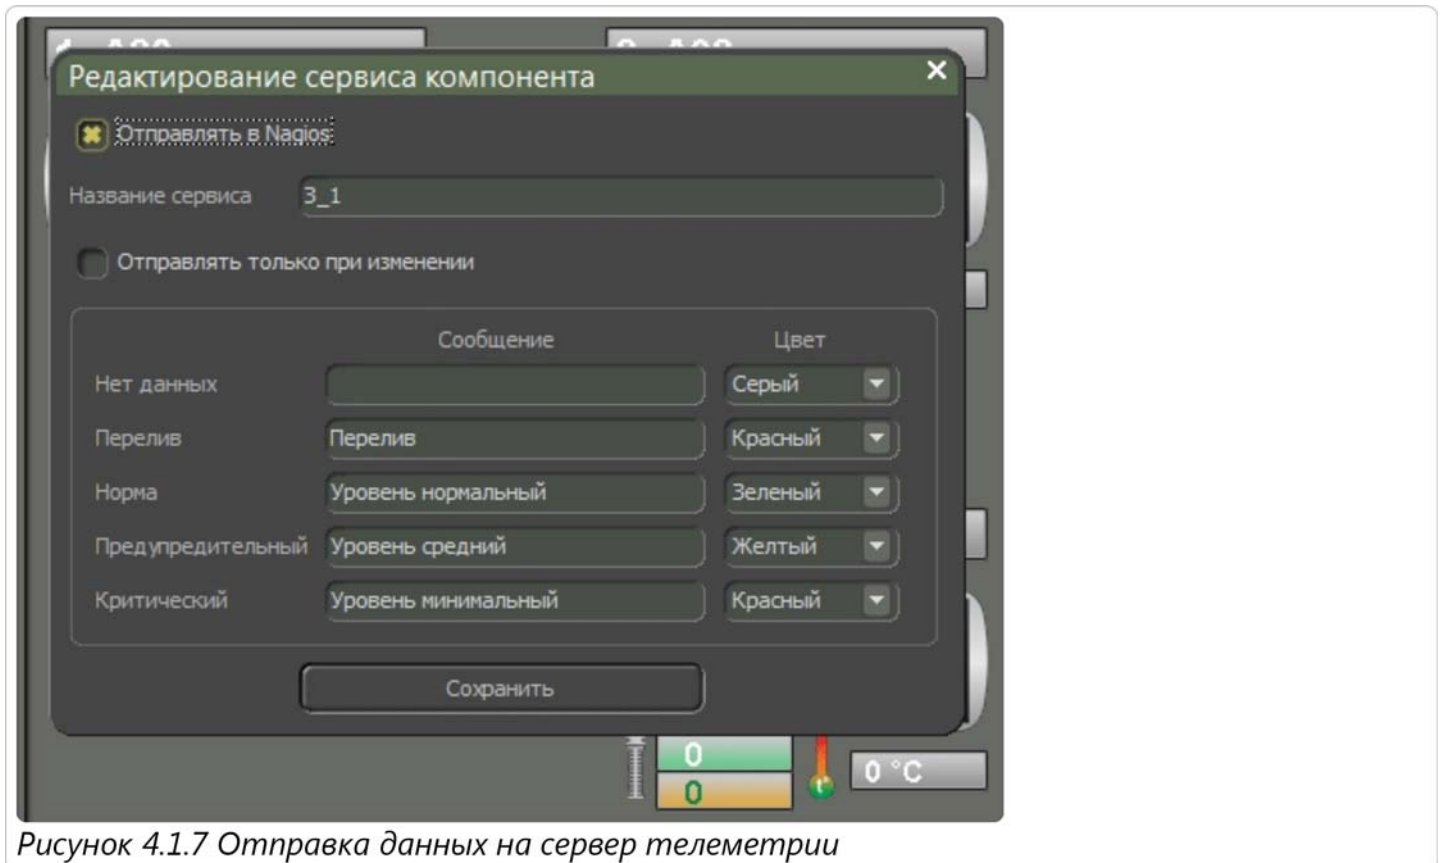 Редактирование сервиса компонента
Отправлять в Nagios
Название сервиса 3_1
Отправлять только при изменении
Сообщение Цвет
Нет данных Серый
Перелив Перелив Красный
Норма Уровень нормальный Зеленый
Предупредительный Уровень средний Желтый
Критический Уровень минимальный Красный
Сохранить
0
0
0 °C
Рисунок 4.1.7 Отправка данных на сервер телеметрии